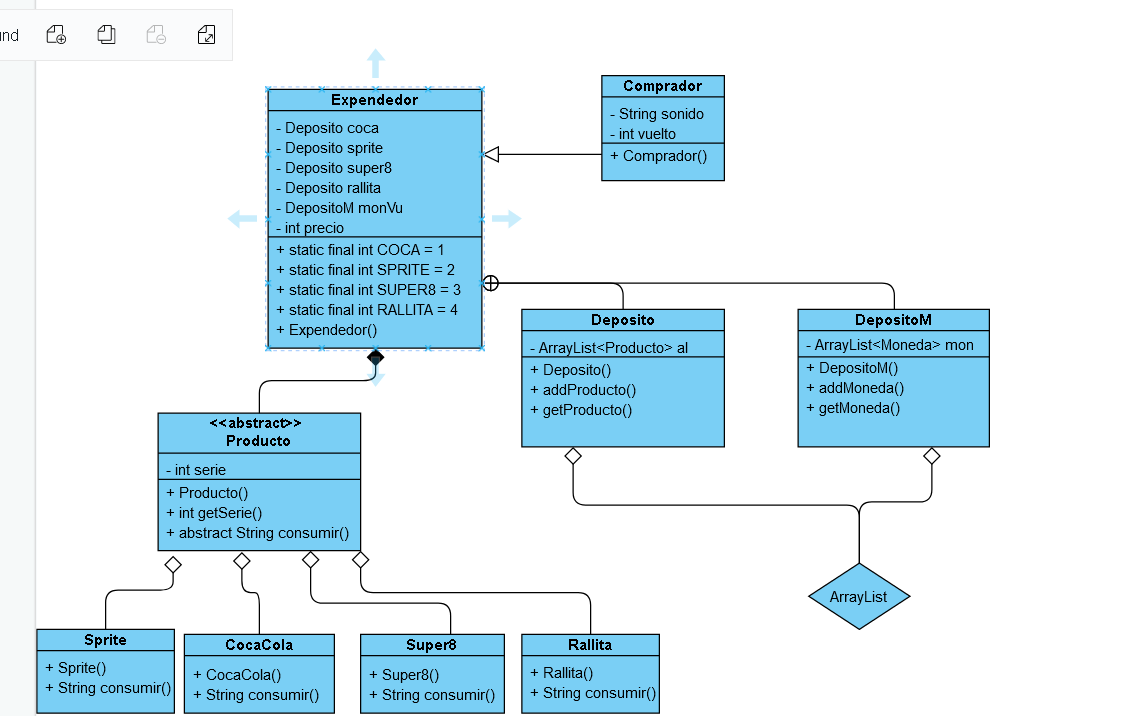 und
Expendedor
- Deposito coca
- Deposito sprite
- Deposito super8
- Deposito rallita
- DepositoM monVu
- int precio
+ static final int COCA = 1
+ static final int SPRITE = 2
+ static final int SUPER8 = 3
+ static final int RALLITA = 4
+ Expendedor()
Comprador
- String sonido
- int vuelto
+ Comprador()
Deposito
- ArrayList<Producto> al
+ Deposito()
+ addProducto()
+ getProducto()
DepositoM
- ArrayList<Moneda> mon
+ DepositoM()
+ addMoneda()
+ getMoneda()
<<abstract>>
Producto
- int serie
+ Producto()
+ int getSerie()
+ abstract String consumir()
ArrayList
Sprite
+ Sprite()
+ String consumir()
CocaCola
+ CocaCola()
+ String consumir()
Super8
+ Super8()
+ String consumir()
Rallita
+ Rallita()
+ String consumir()